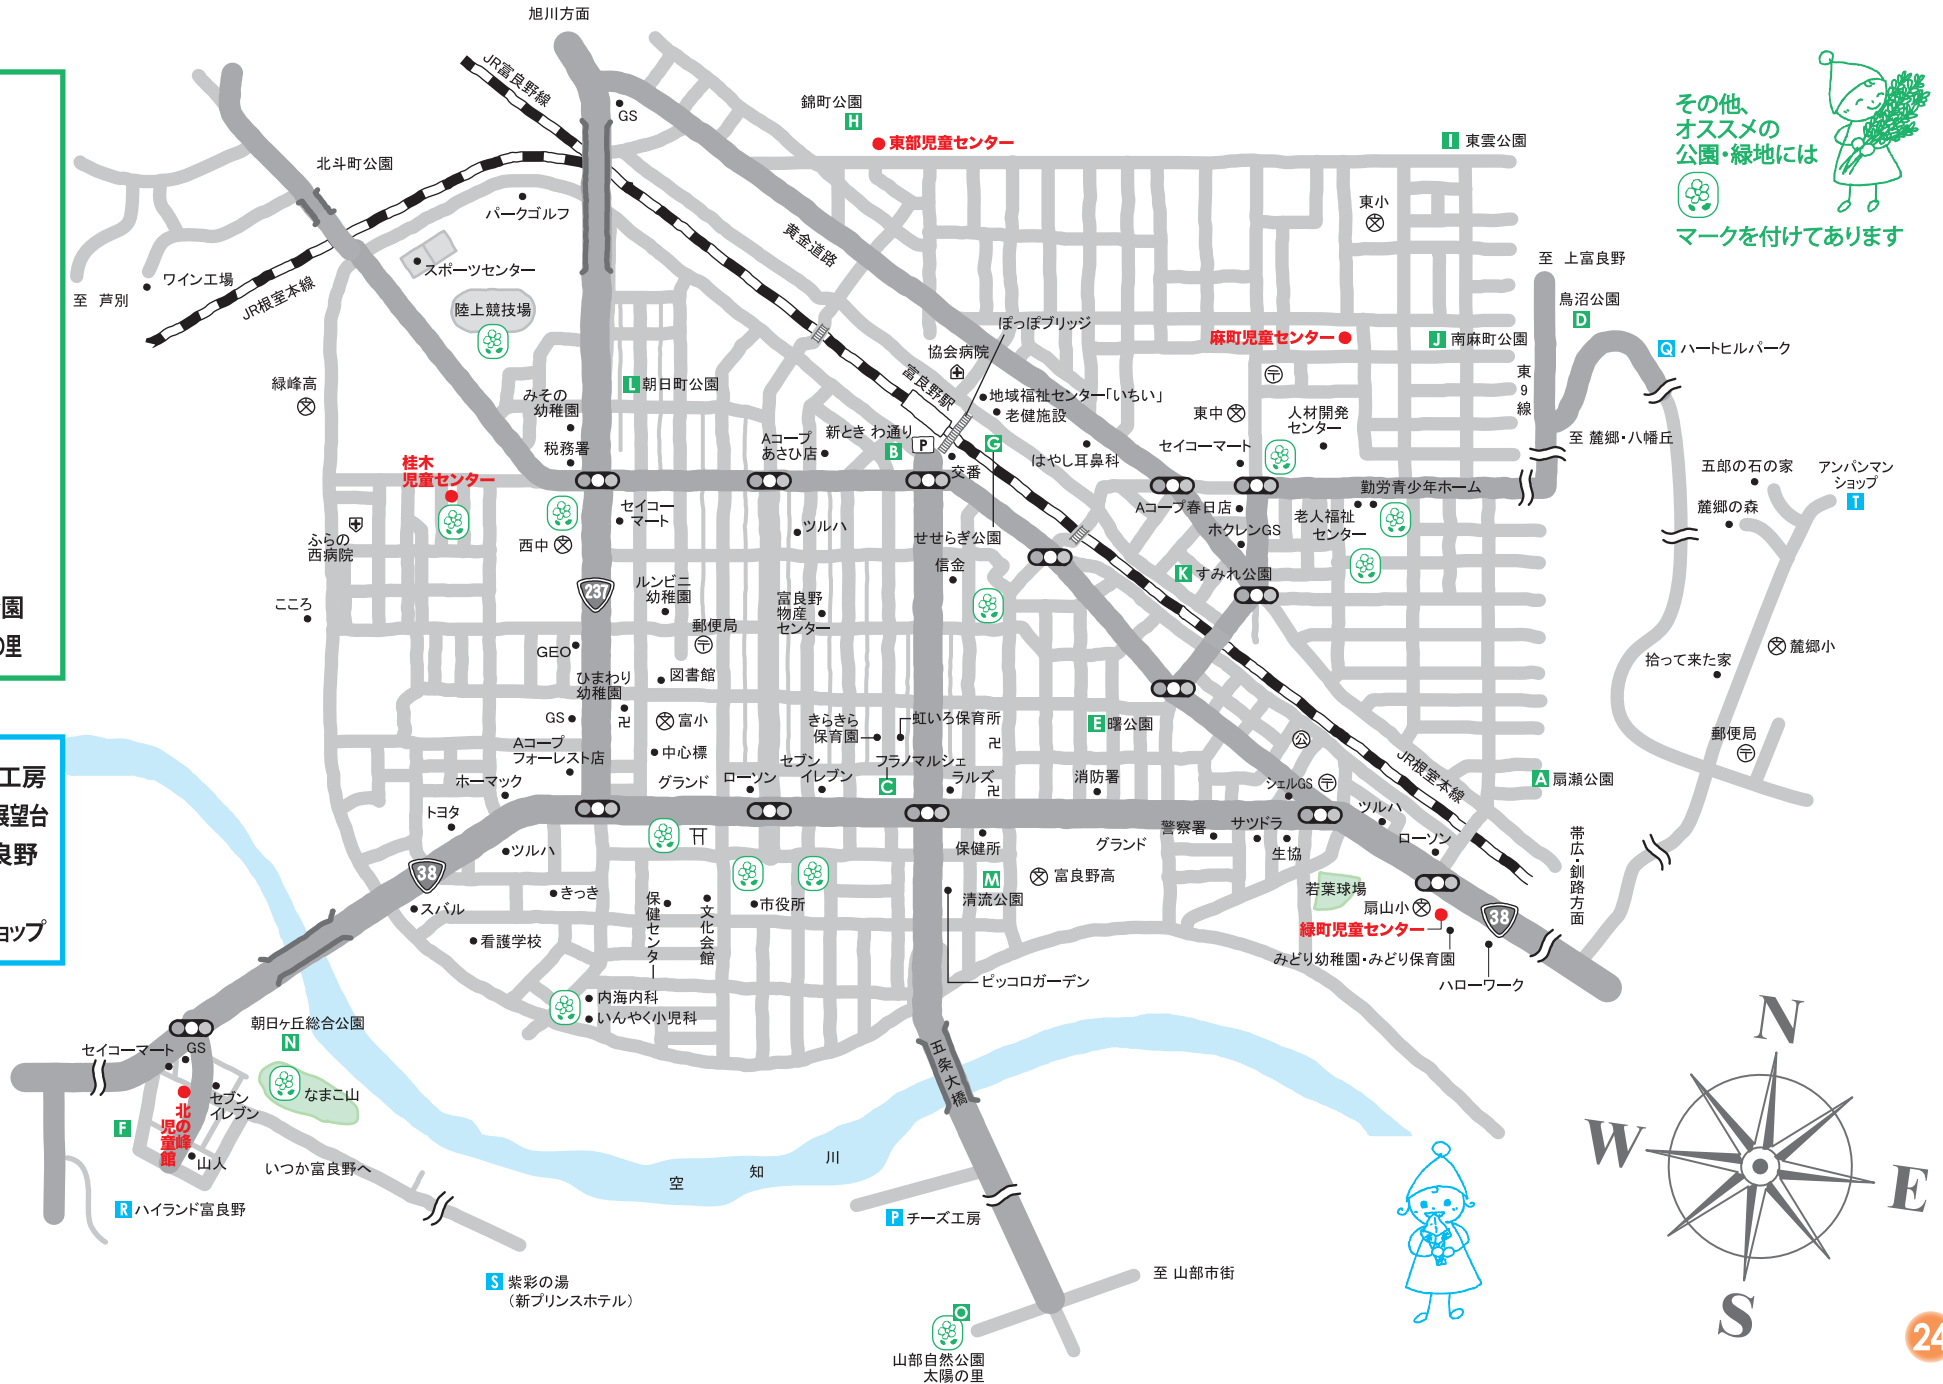 旭川方面
JR富良野線
GS
錦町公園
H
東部児童センター
I 東雲公園
その他、
オススメの
公園・緑地には
マークを付けてあります
北斗町公園
パークゴルフ
黄金道路
東小
ワイン工場
至 芦別
JR根室本線
スポーツセンター
陸上競技場
至 上富良野
鳥沼公園
D
ぽっぽブリッジ
麻町児童センター
J 南麻町公園
Q ハートヒルパーク
協会病院
富良野駅
緑峰高
みその
幼稚園
L 朝日町公園
地域福祉センター「いちい」
老健施設
東9線
東中
人材開発
センター
税務署
Aコープ
あさひ店
新ときわ通り
B
P
G
交番
はやし耳鼻科
セイコーマート
至 麓郷・八幡丘
桂木
児童センター
五郎の石の家
アンパンマン
ショップ
T
麓郷の森
セイコー
マート
ツルハ
Aコープ春日店
勤労青少年ホーム
老人福祉
センター
ホクレンGS
ふらの
西病院
西中
せせらぎ公園
信金
K すみれ公園
237
ルンビニ
幼稚園
富良野
物産
センター
こころ
園
の里
郵便局
GEO
ひまわり
幼稚園
図書館
拾って来た家
麓郷小
GS
富小
きらきら
保育園
虹いろ保育所
E 曙公園
公
郵便局
Aコープ
フォーレスト店
中心標
セブン
イレブン
フラノマルシェ
C
JR根室本線
工房
ホーマック
グランド
ローソン
ラルズ
消防署
シェルGS
A 扇瀬公園
展望台
トヨタ
ツルハ
警察署
サツドラ
生協
ローソン
良野
ツルハ
保健所
グランド
帯広・釧路方面
38
きっき
M
清流公園
富良野高
若葉球場
扇山小
スバル
保健センター
文化会館
市役所
緑町児童センター
38
ョップ
看護学校
みどり幼稚園・みどり保育園
ピッコロガーデン
ハローワーク
内海内科
いんやく小児科
朝日ヶ丘総合公園
N
セイコーマート
GS
なまこ山
五条大橋
セブン
イレブン
F
北の峰
児童館
山人
いつか富良野へ
空知川
R ハイランド富良野
P チーズ工房
S 紫彩の湯
（新プリンスホテル）
至 山部市街
O
山部自然公園
太陽の里
N
W
E
S
24